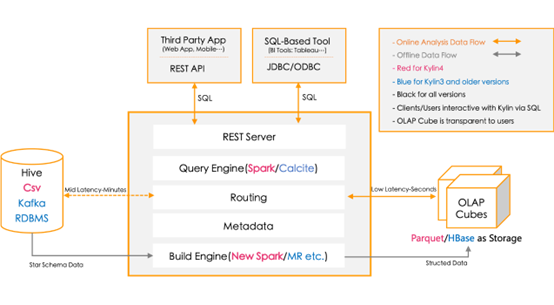 Third Party App
(Web App, Mobile···)
REST API
SQL-Based Tool
(BI Tools: Tableau···)
JDBC/ODBC
- Online Analysis Data Flow
- Offline Data Flow
- Red for Kylin4
- Blue for Kylin3 and older versions
- Black for all versions
- Clients/Users interactive with Kylin via SQL
- OLAP Cube is transparent to users
SQL
SQL
REST Server
Query Engine(Spark/Calcite)
Routing
Metadata
Build Engine(New Spark/MR etc.)
Hive
Csv
Kafka
RDBMS
Mid Latency-Minutes
Low Latency-Seconds
OLAP
Cubes
Parquet/HBase as Storage
Star Schema Data
Structed Data